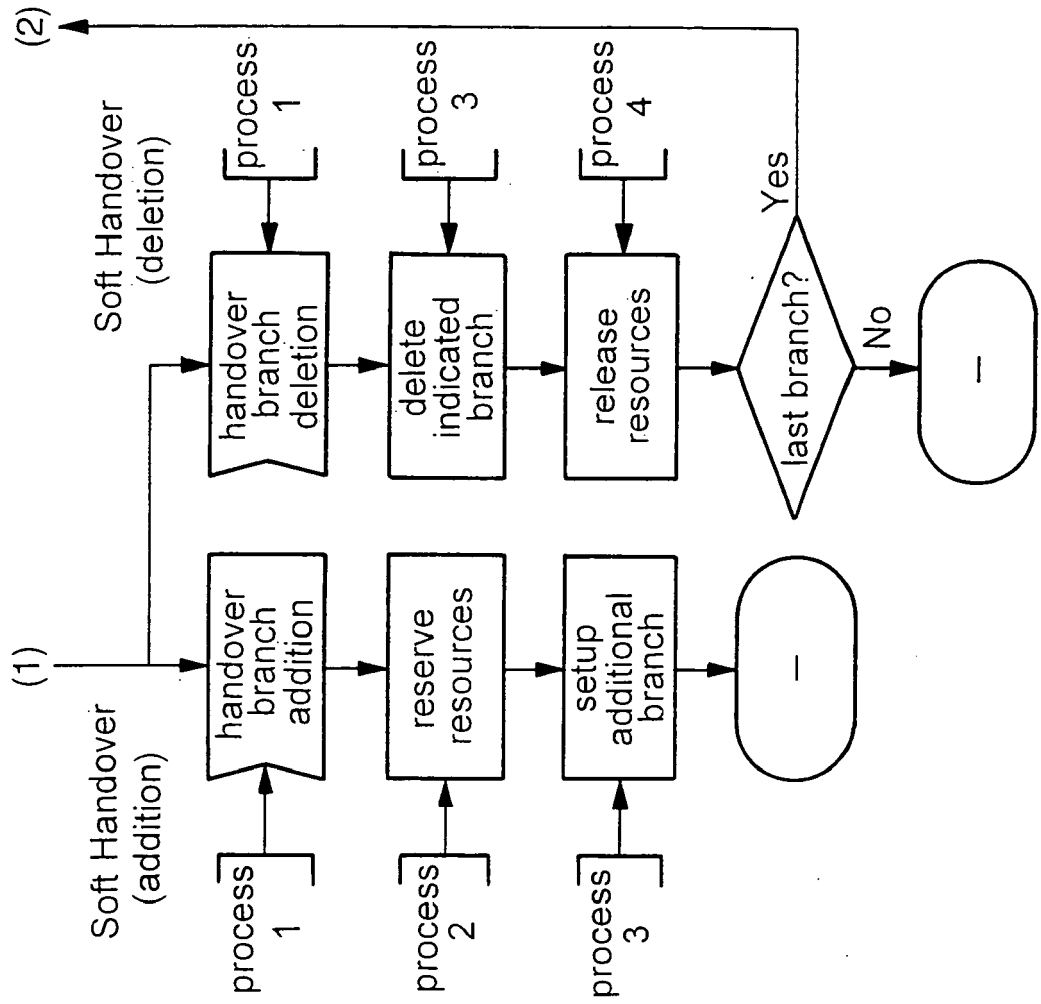 (1)
(2)
Soft Handover
(addition)
process
1
handover
branch
addition
process
2
reserve
resources
process
3
setup
additional
branch
–
Soft Handover
(deletion)
handover
branch
deletion
process
1
delete
indicated
branch
process
3
release
resources
process
4
last branch?
Yes
No
–